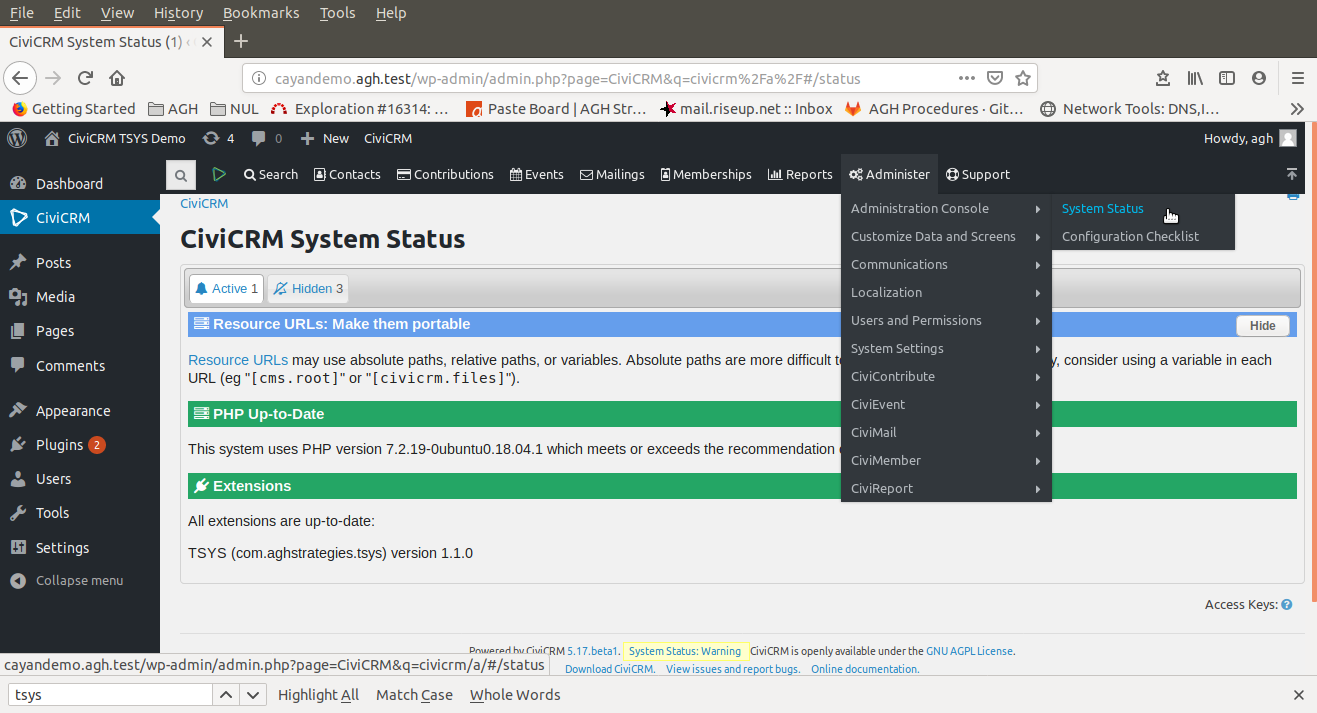 File Edit View History Bookmarks Tools Help
CiviCRM System Status (1)
cayandemo.agh.test/wp-admin/admin.php?page=CiviCRM&q=civicrm%2Fa%2F#/status
Getting Started AGH NUL Exploration #16314: … Paste Board | AGH Str… mail.riseup.net :: Inbox AGH Procedures · Git… Network Tools: DNS,I…
CiviCRM TSYS Demo 4 0 New CiviCRM Howdy, agh
Search Contacts Contributions Events Mailings Memberships Reports Administer Support
Dashboard
CiviCRM
Posts
Media
Pages
Comments
Appearance
Plugins 2
Users
Tools
Settings
Collapse menu
CiviCRM
CiviCRM System Status
Active 1 Hidden 3
Resource URLs: Make them portable
Hide
Resource URLs may use absolute paths, relative paths, or variables. Absolute paths are more difficult t y, consider using a variable in each
URL (eg "[cms.root]" or "[civicrm.files]").
PHP Up-to-Date
This system uses PHP version 7.2.19-0ubuntu0.18.04.1 which meets or exceeds the recommendation
Extensions
All extensions are up-to-date:
TSYS (com.aghstrategies.tsys) version 1.1.0
Administration Console
Customize Data and Screens
Communications
Localization
Users and Permissions
System Settings
CiviContribute
CiviEvent
CiviMail
CiviMember
CiviReport
System Status
Configuration Checklist
Access Keys: ?
Powered by CiviCRM 5.17.beta1. System Status: Warning CiviCRM is openly available under the GNU AGPL License.
Download CiviCRM. View issues and report bugs. Online documentation.
cayandemo.agh.test/wp-admin/admin.php?page=CiviCRM&q=civicrm/a/#/status
tsys Highlight All Match Case Whole Words